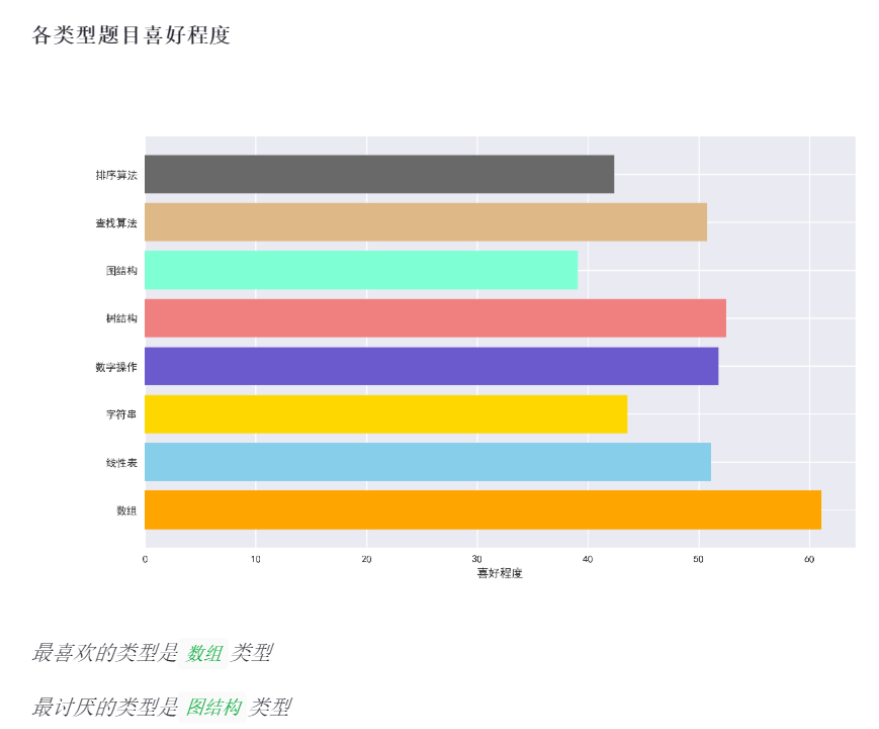 各类型题目喜好程度
排序算法
查找算法
图结构
树结构
数字操作
字符串
线性表
数组
0 10 20 30 40 50 60
喜好程度
最喜欢的类型是 数组 类型
最讨厌的类型是 图结构 类型